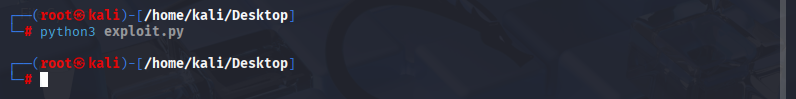 ┌──(root㉿kali)-[/home/kali/Desktop]
└─# python3 exploit.py
┌──(root㉿kali)-[/home/kali/Desktop]
└─#